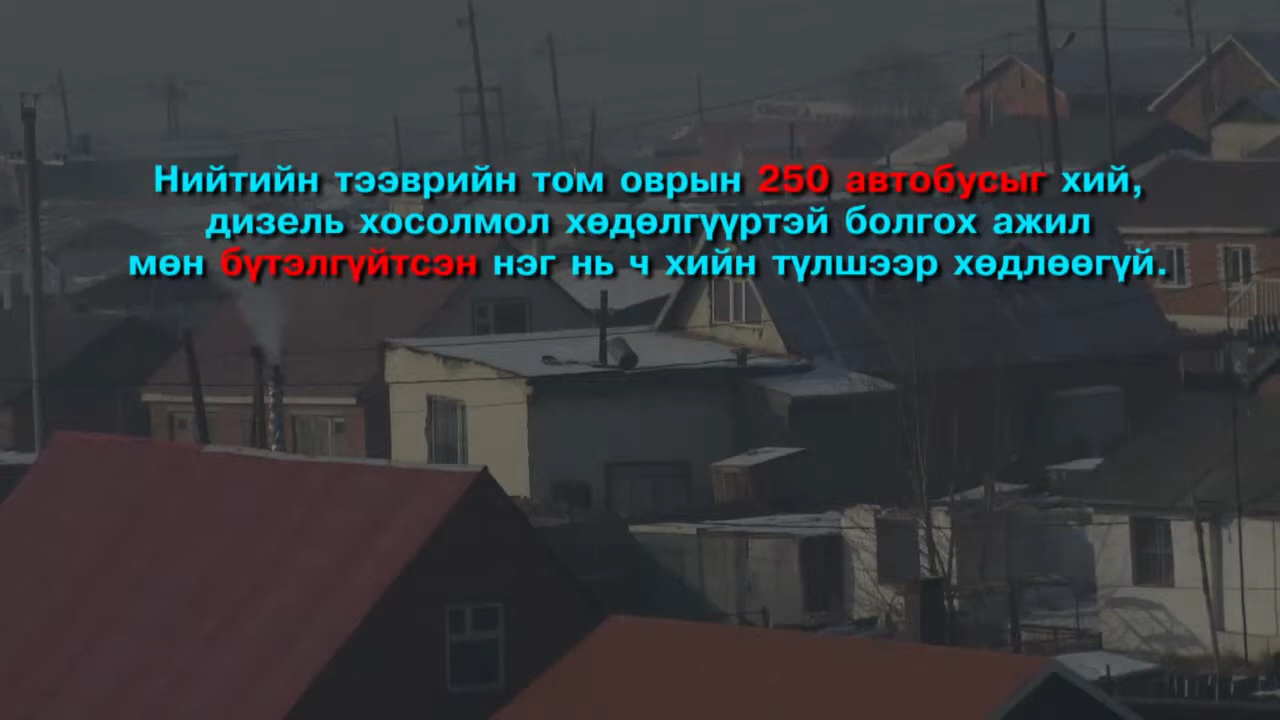 Нийтийн тээврийн том оврын 250 автобусыг хий,
дизель хосолмол хөдөлгүүртэй болгох ажил
мөн бүтэлгүйтсэн нэг нь ч хийн түлшээр хөдлөөгүй.